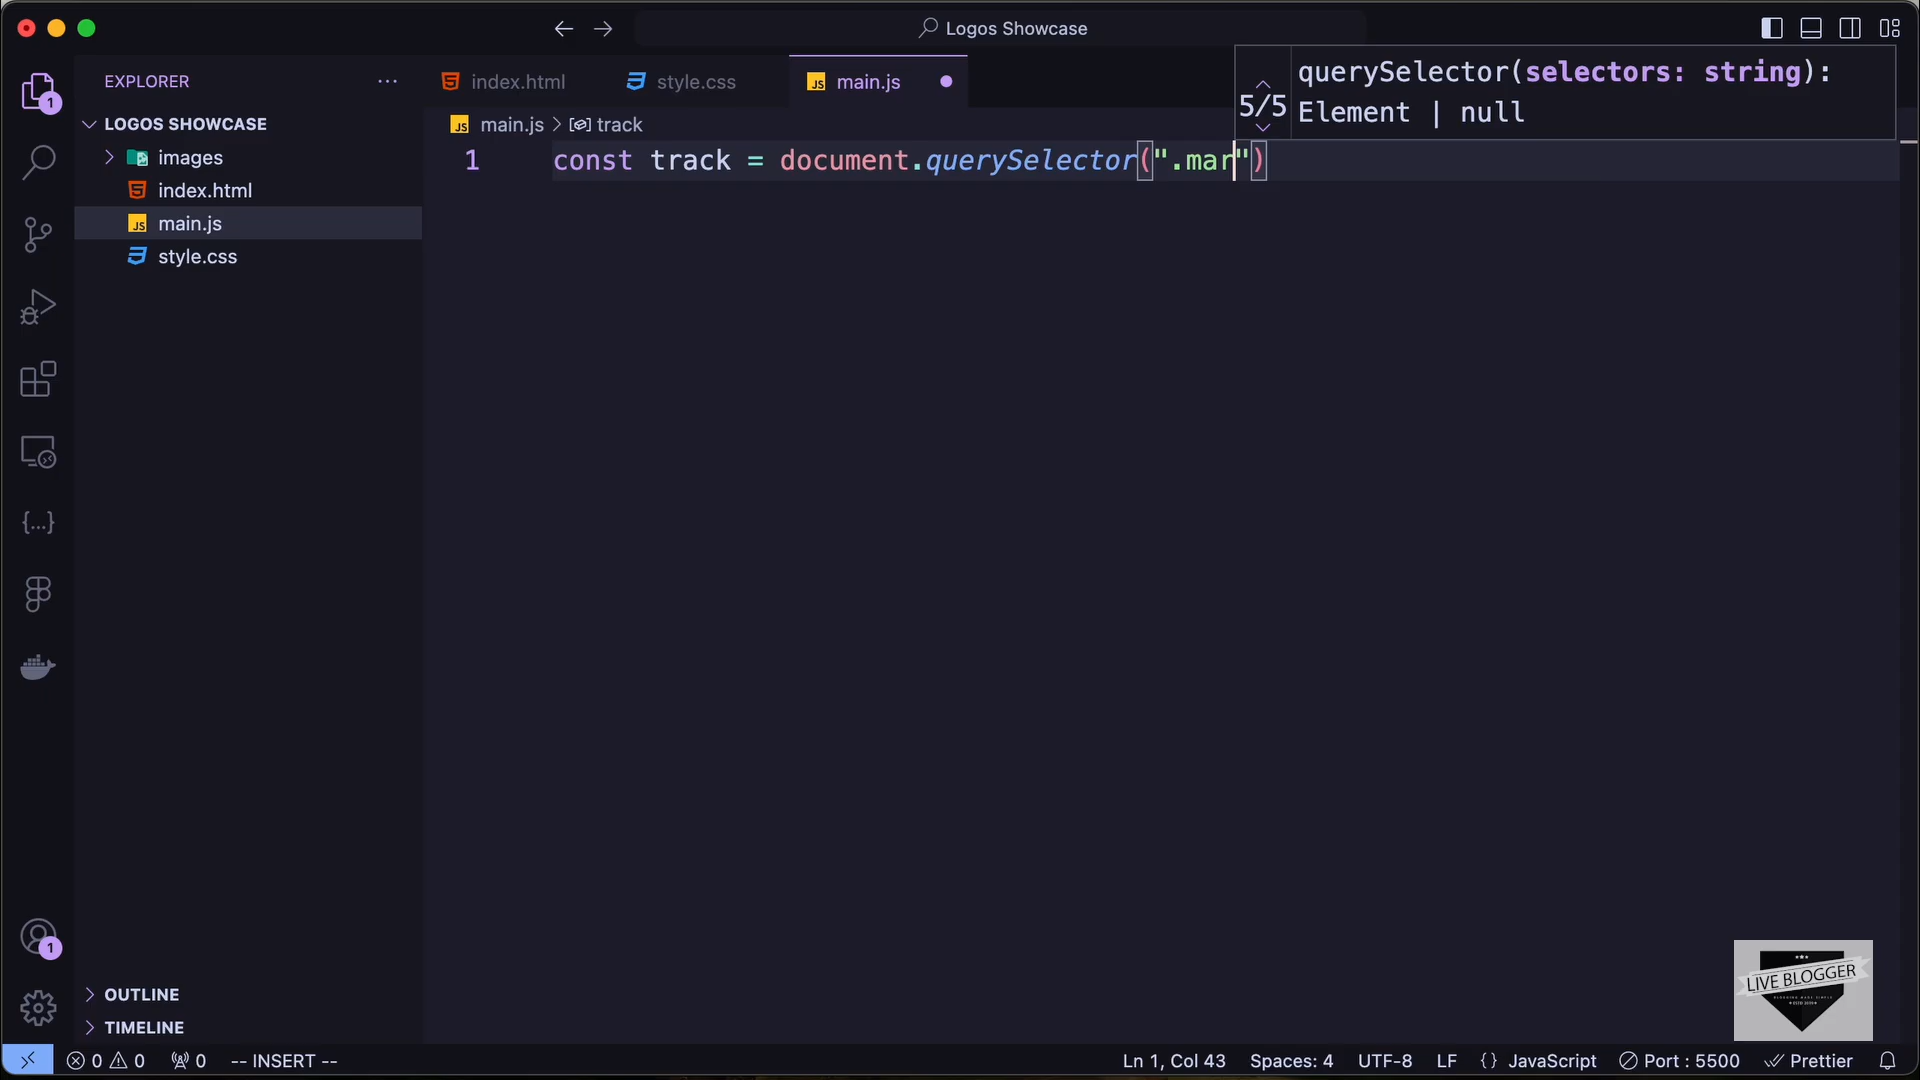 Logos Showcase
EXPLORER
index.html
style.css
main.js
querySelector(selectors: string):
Element | null
5/5
LOGOS SHOWCASE
main.js > track
images
index.html
main.js
style.css
1 const track = document.querySelector(".mar")
1
1
OUTLINE
TIMELINE
LIVE BLOGGER
0 0 0 -- INSERT --
Ln 1, Col 43 Spaces: 4 UTF-8 LF {} JavaScript Port : 5500 Prettier